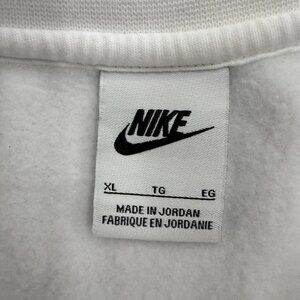 NIKE
XL TG EG
MADE IN JORDAN
FABRIQUE EN JORDANIE